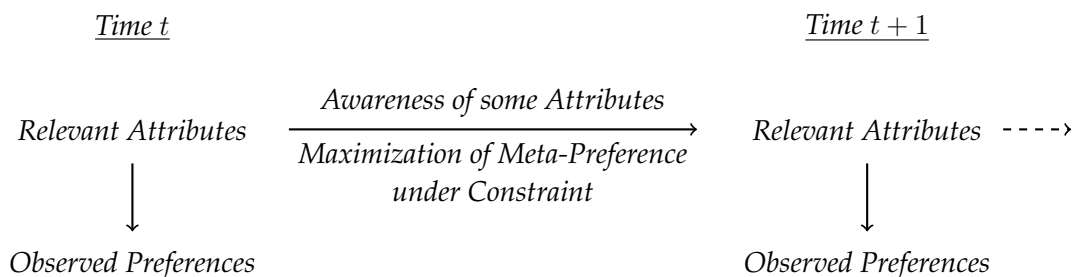 Time t
Time t + 1
Awareness of some Attributes
Relevant Attributes
Relevant Attributes
Maximization of Meta-Preference
under Constraint
Observed Preferences
Observed Preferences